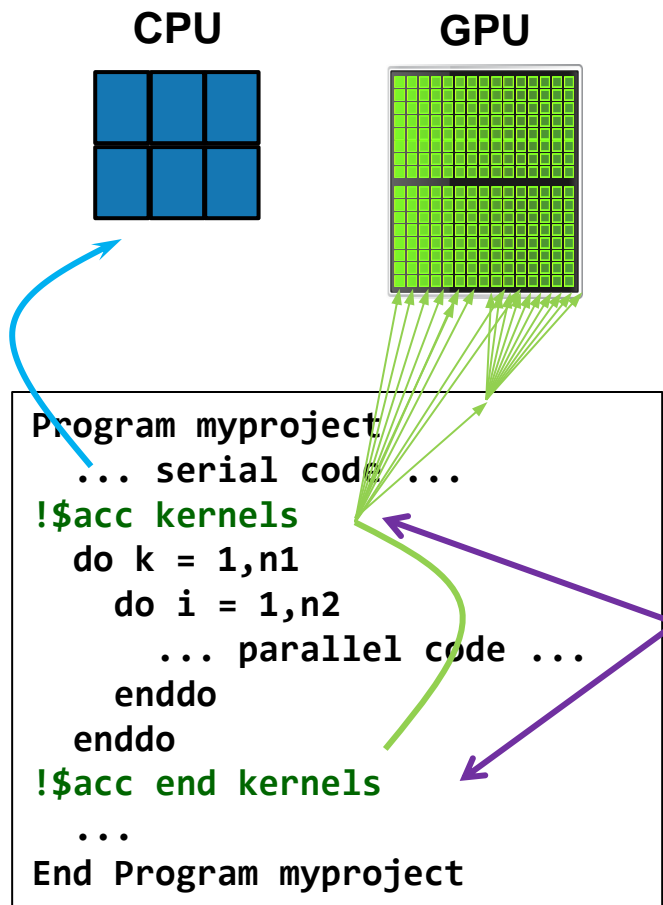 CPU GPU
Program myproject
... serial code ...
!$acc kernels
do k = 1,n1
do i = 1,n2
... parallel code ...
enddo
enddo
!$acc end kernels
...
End Program myproject